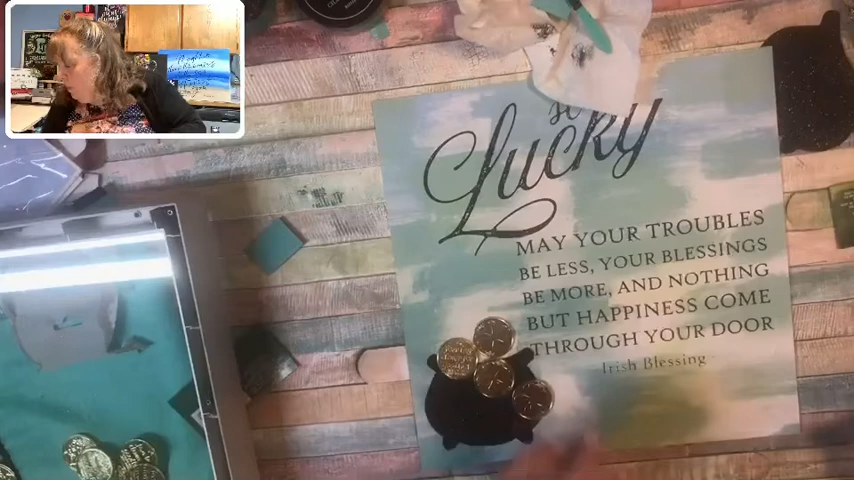 So
Lucky
MAY YOUR TROUBLES
BE LESS, YOUR BLESSINGS
BE MORE, AND NOTHING
BUT HAPPINESS COME
THROUGH YOUR DOOR
Irish Blessing